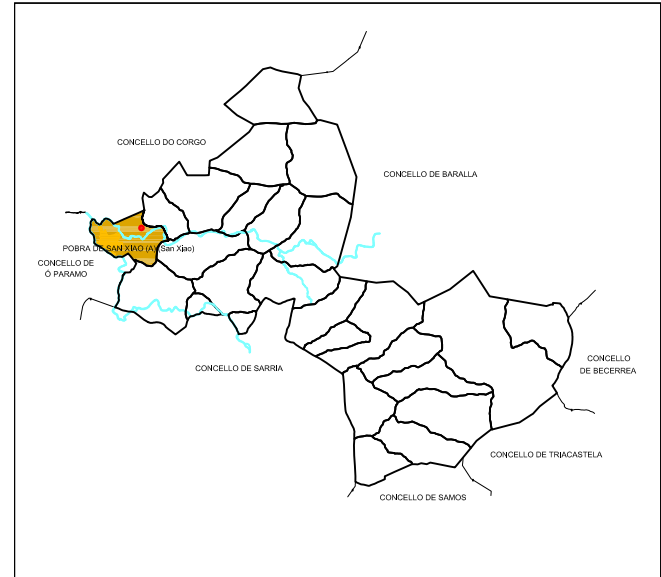 CONCELLO DO CORGO
CONCELLO DE BARALLA
POBRA DE SAN XIAO (A) (San Xiao)
CONCELLO DE
O PARAMO
CONCELLO DE SARRIA
CONCELLO
DE BECERREA
CONCELLO DE TRIACASTELA
CONCELLO DE SAMOS